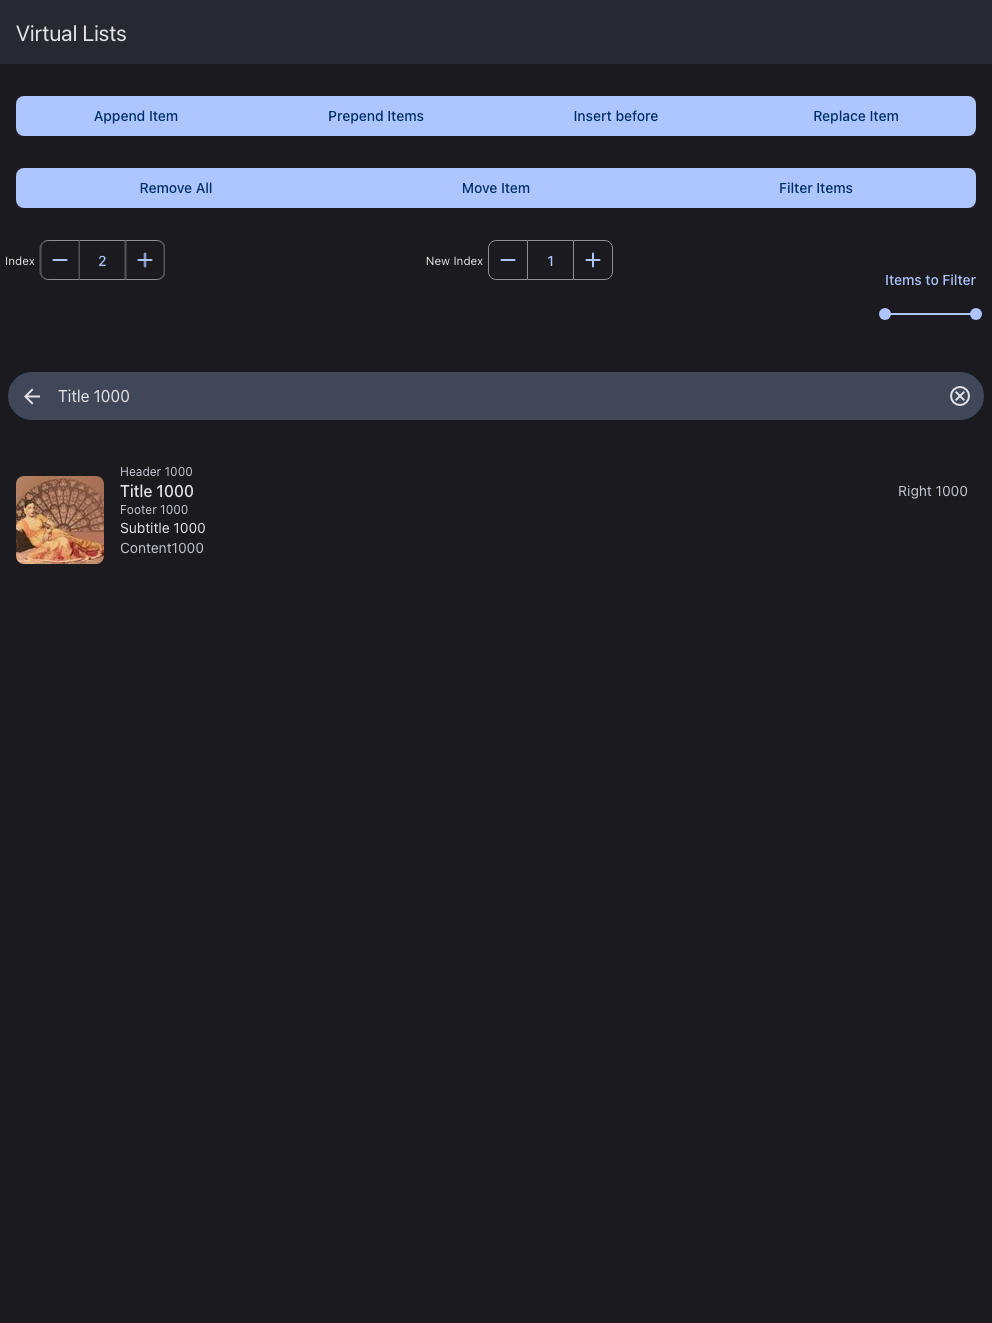 Virtual Lists
Append Item Prepend Items Insert before Replace Item
Remove All Move Item Filter Items
Index 2 New Index 1
Items to Filter
Title 1000
Header 1000
Title 1000 Right 1000
Footer 1000
Subtitle 1000
Content1000